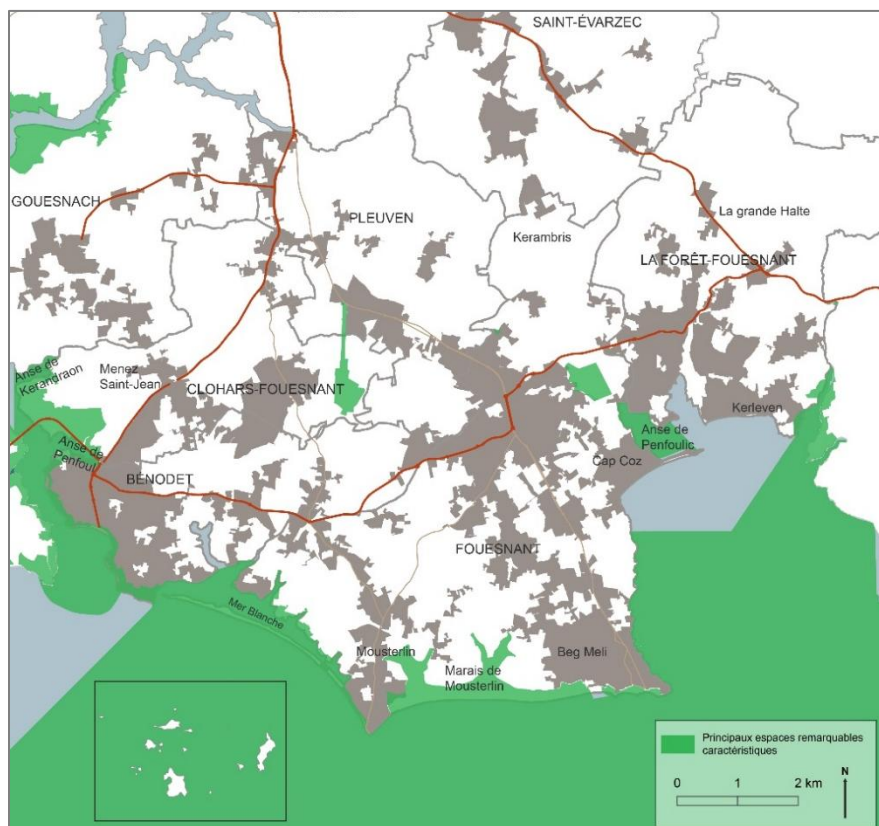 SAINT-ÉVARZEC
GOUESNACH
PLEUVEN
La grande Halte
Kerambris
LA FORÊT-FOUESNANT
Anse de
Kerandraon
Menez
Saint-Jean
CLOHARS-FOUESNANT
Kerleven
Anse de
Penfoulic
Anse de
Penfoul
Cap Coz
BÉNODET
FOUESNANT
Mer Blanche
Mousterlin
Marais de
Mousterlin
Beg Meli
Principaux espaces remarquables
caractéristiques
0 1 2 km
N